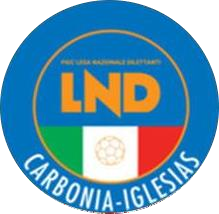 FIGC LEGA NAZIONALE DILETTANTI
LND
CARBONIA-IGLESIAS